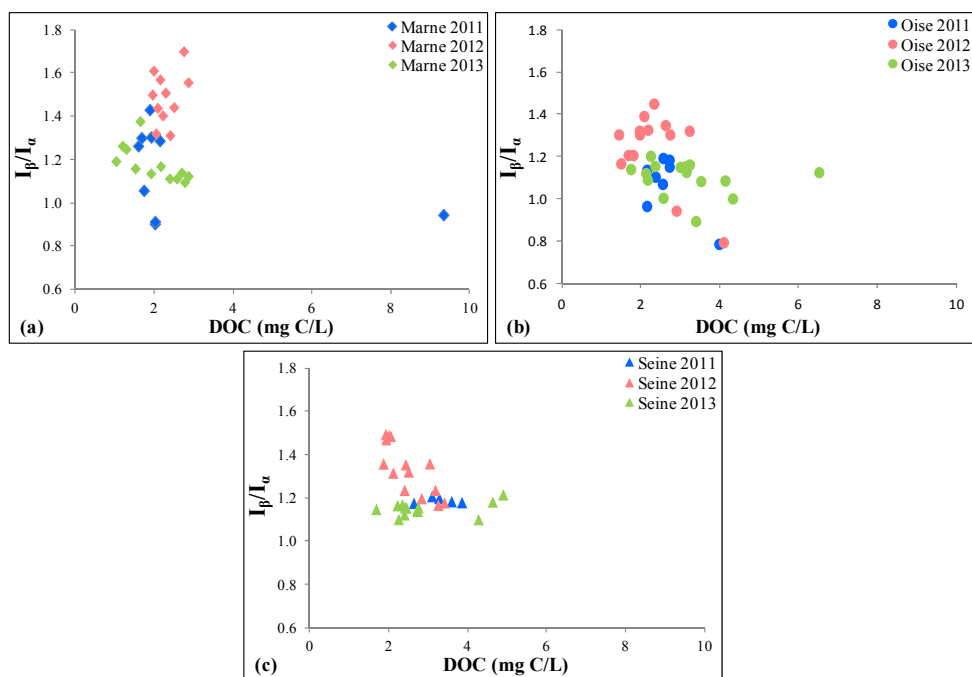 Marne 2011
Marne 2012
Marne 2013
1.8
1.6
1.4
1.2
1.0
0.8
0.6
Iβ/Iα
0 2 4 6 8 10
DOC (mg C/L)
(a)
Oise 2011
Oise 2012
Oise 2013
1.8
1.6
1.4
1.2
1.0
0.8
0.6
Iβ/Iα
0 2 4 6 8 10
DOC (mg C/L)
(b)
Seine 2011
Seine 2012
Seine 2013
1.8
1.6
1.4
1.2
1.0
0.8
0.6
Iβ/Iα
0 2 4 6 8 10
DOC (mg C/L)
(c)